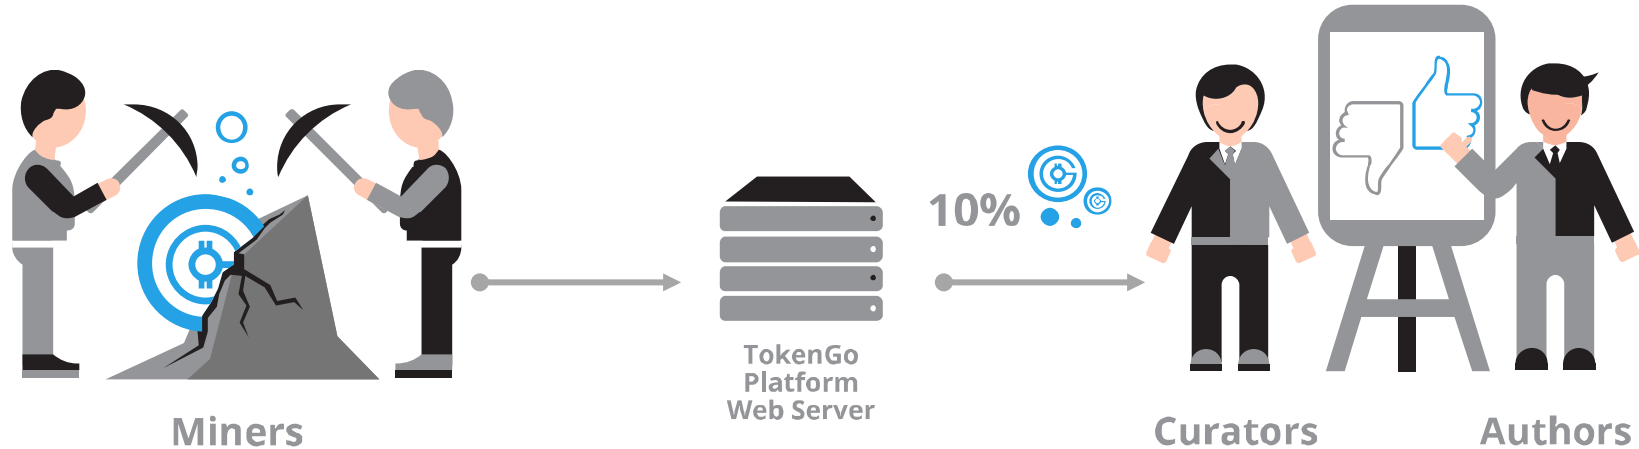 10%
TokenGo
Platform
Web Server
Miners
Curators
Authors